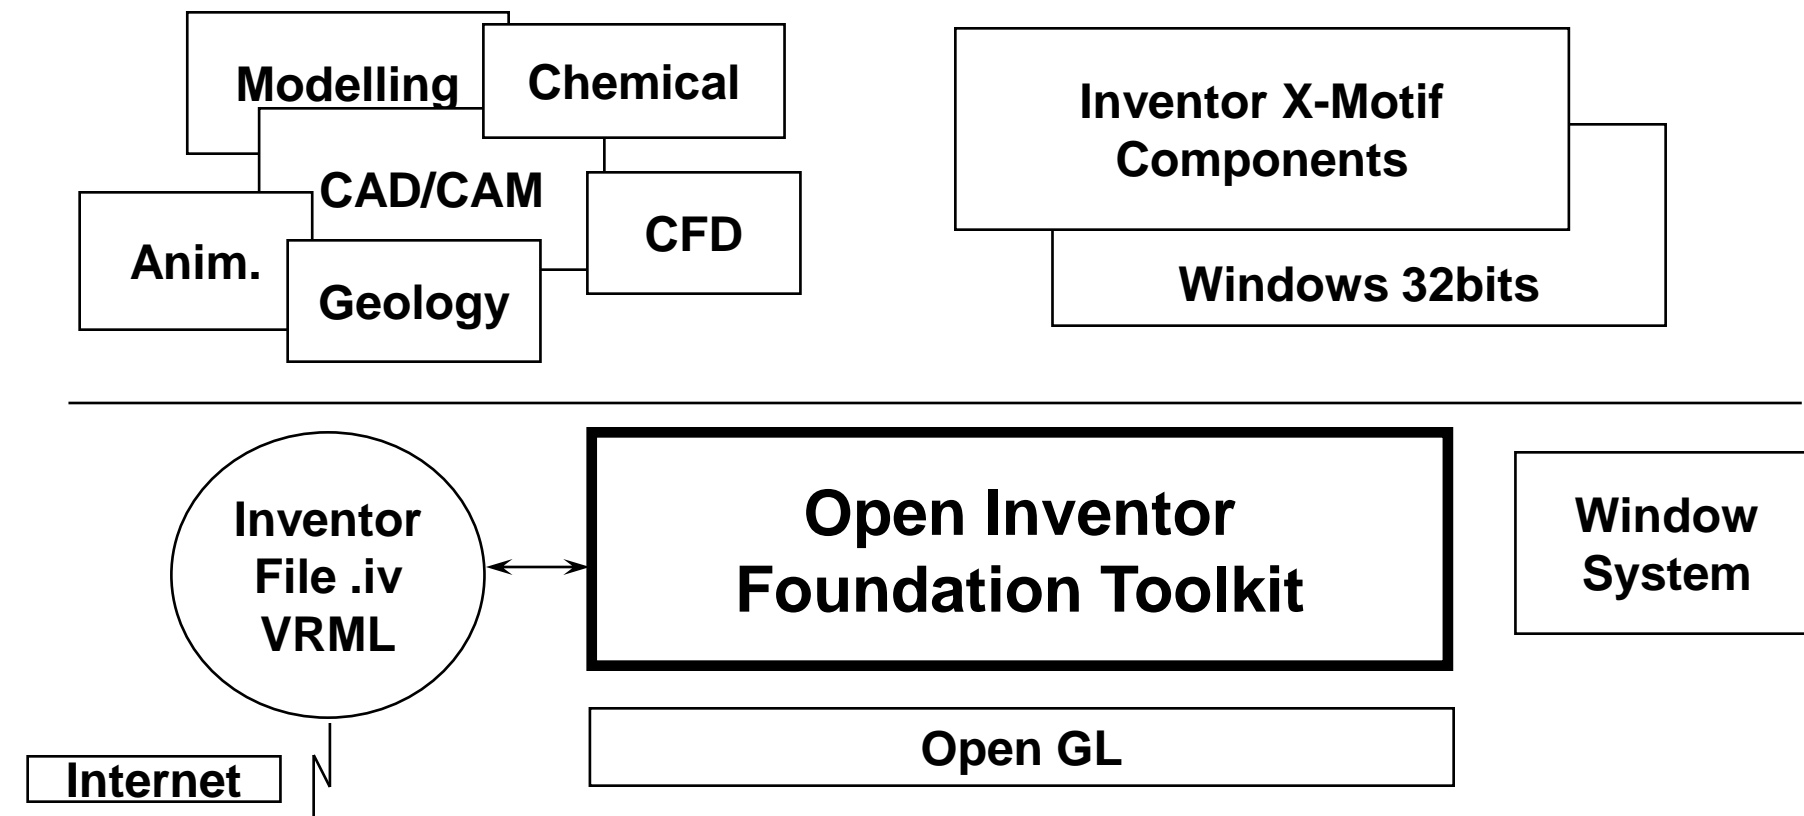 Modelling
Chemical
CAD/CAM
CFD
Anim.
Geology
Inventor X-Motif
Components
Windows 32bits
Inventor
File .iv
VRML
Open Inventor
Foundation Toolkit
Window
System
Open GL
Internet